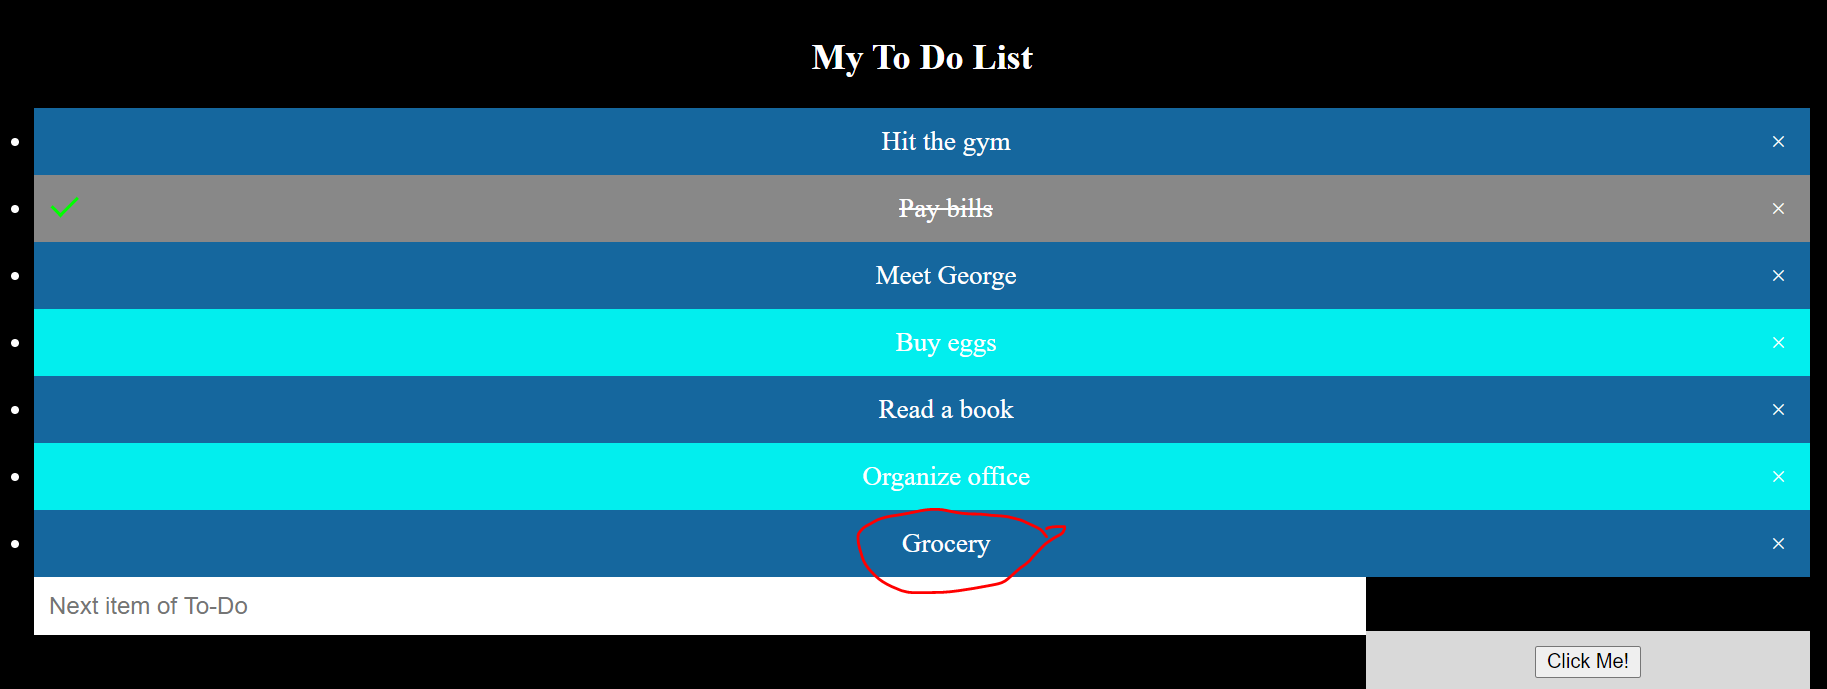 My To Do List
Hit the gym ×
Pay bills ×
Meet George ×
Buy eggs ×
Read a book ×
Organize office ×
Grocery ×
Next item of To-Do
Click Me!